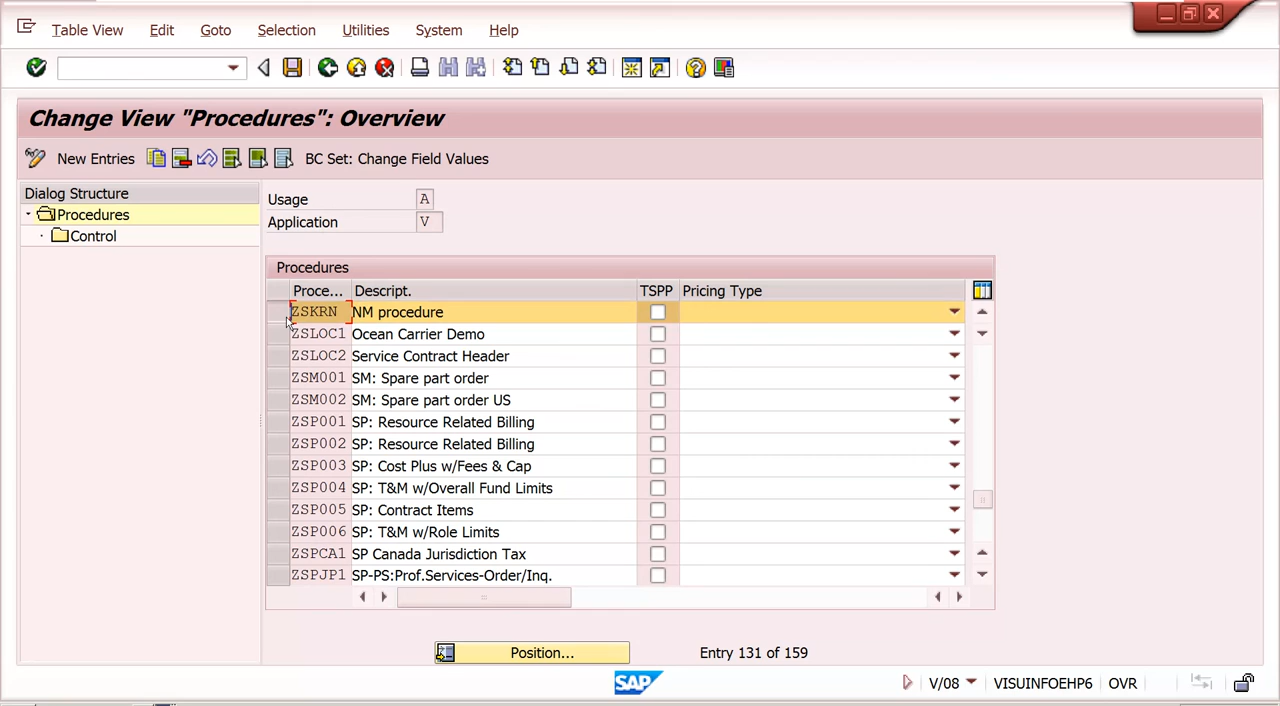 Table View Edit Goto Selection Utilities System Help
Change View "Procedures": Overview
New Entries BC Set: Change Field Values
Dialog Structure
Procedures
Control
Usage A
Application V
Procedures
Proce... Descript. TSPP Pricing Type
ZSKRN NM procedure
ZSLOC1 Ocean Carrier Demo
ZSLOC2 Service Contract Header
ZSM001 SM: Spare part order
ZSM002 SM: Spare part order US
ZSP001 SP: Resource Related Billing
ZSP002 SP: Resource Related Billing
ZSP003 SP: Cost Plus w/Fees & Cap
ZSP004 SP: T&M w/Overall Fund Limits
ZSP005 SP: Contract Items
ZSP006 SP: T&M w/Role Limits
ZSPCA1 SP Canada Jurisdiction Tax
ZSPJP1 SP-PS:Prof.Services-Order/Inq.
Position... Entry 131 of 159
SAP V/08 VISUINFOEHP6 OVR